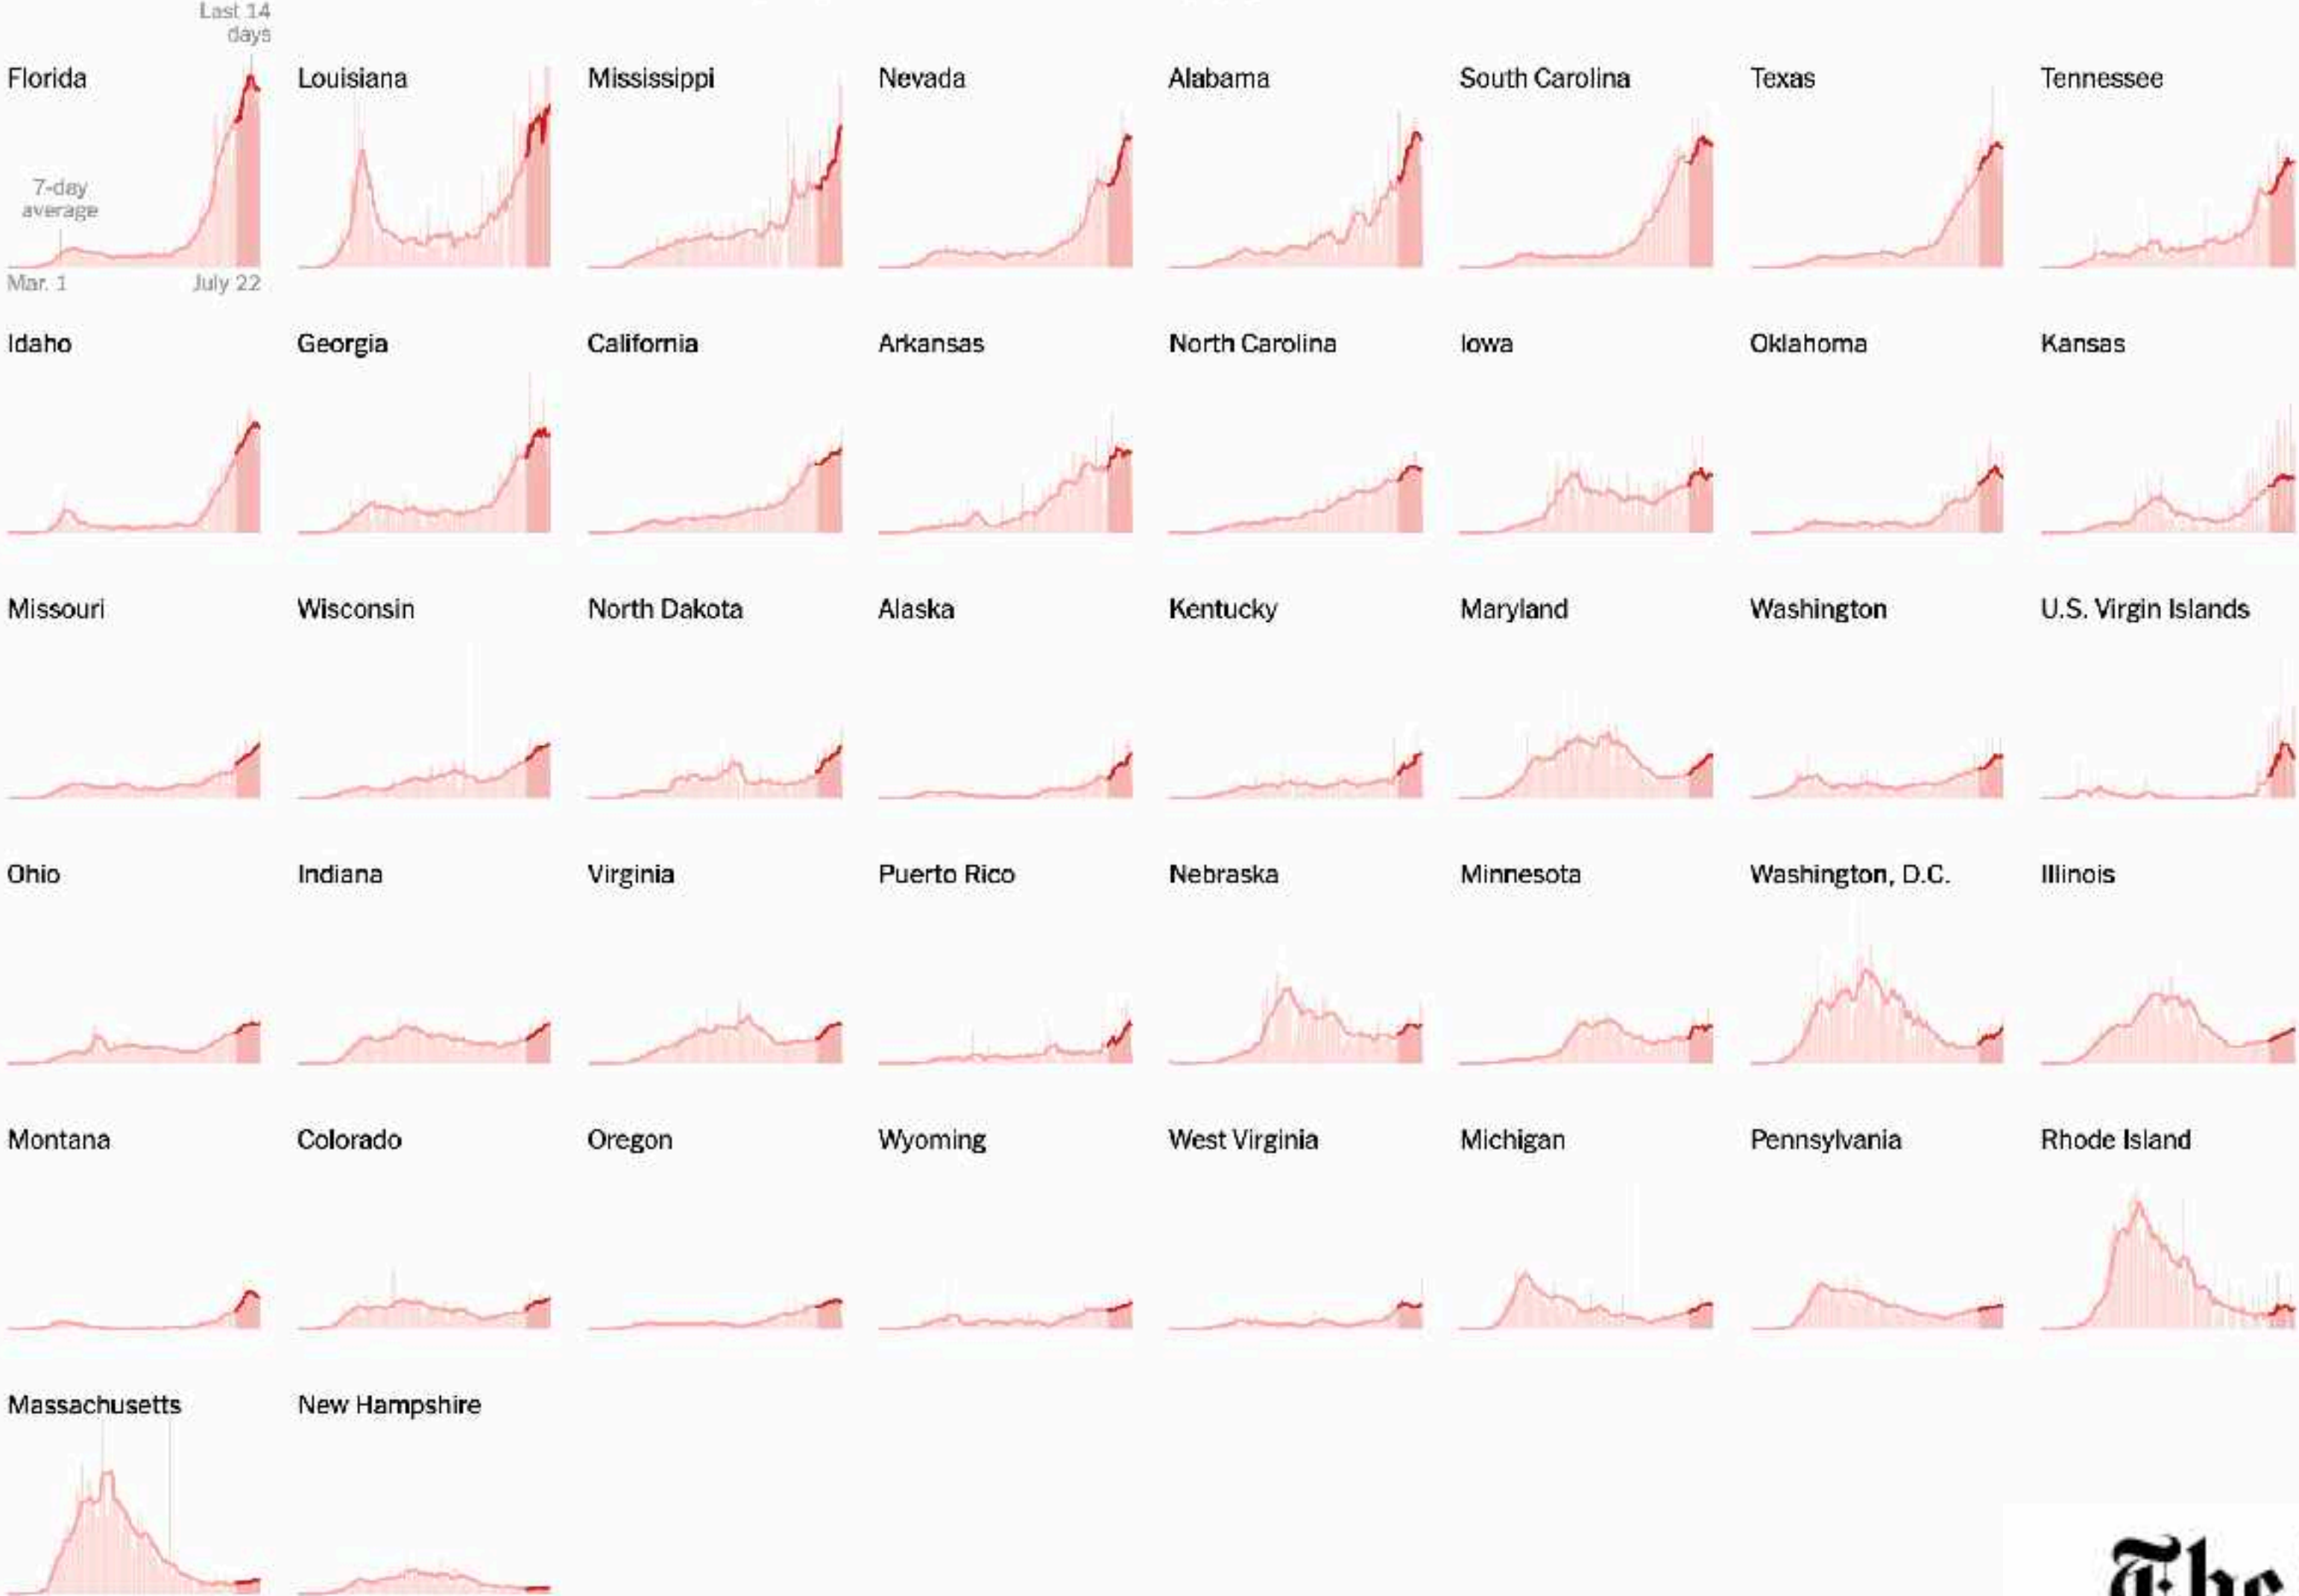 Last 14
days
Florida
Louisiana
Mississippi
Nevada
Alabama
South Carolina
Texas
Tennessee
7-day
average
Mar. 1
July 22
Idaho
Georgia
California
Arkansas
North Carolina
Iowa
Oklahoma
Kansas
Missouri
Wisconsin
North Dakota
Alaska
Kentucky
Maryland
Washington
U.S. Virgin Islands
Ohio
Indiana
Virginia
Puerto Rico
Nebraska
Minnesota
Washington, D.C.
Illinois
Montana
Colorado
Oregon
Wyoming
West Virginia
Michigan
Pennsylvania
Rhode Island
Massachusetts
New Hampshire
The